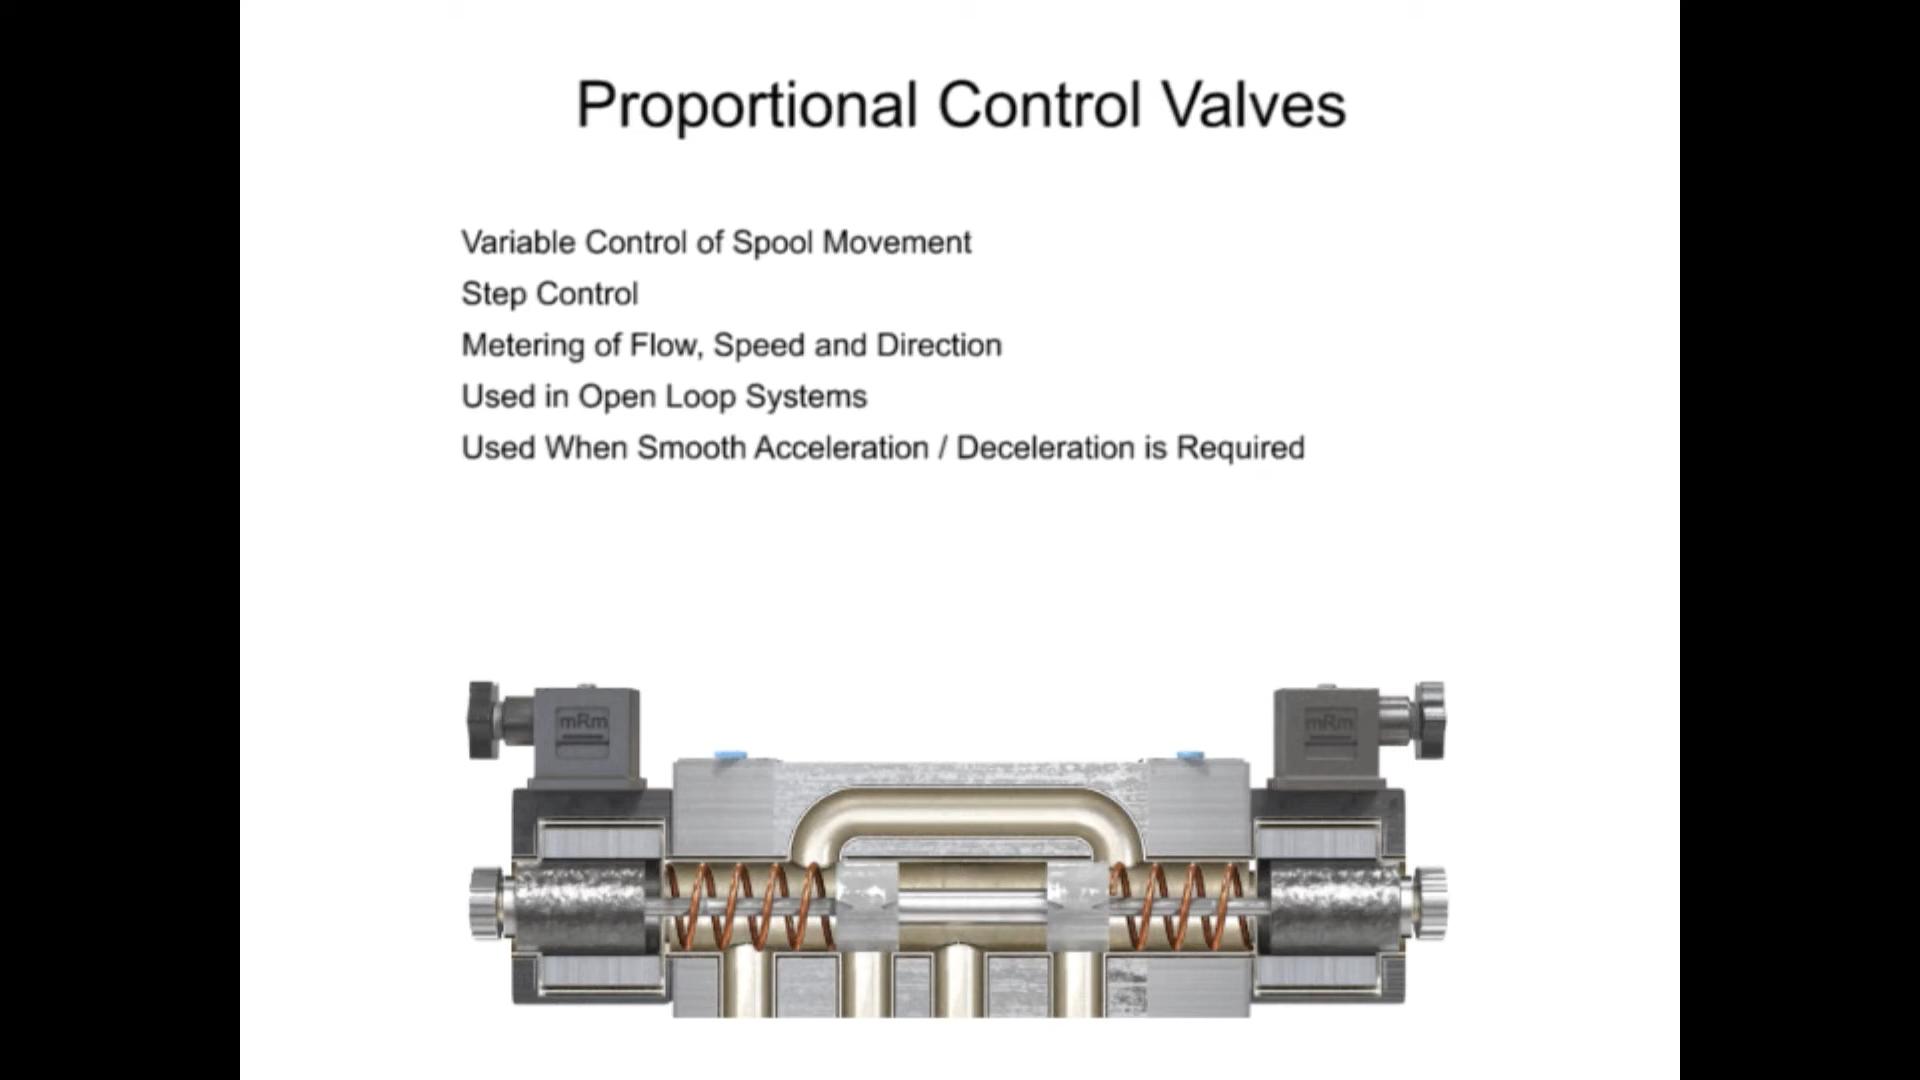 Proportional Control Valves
Variable Control of Spool Movement
Step Control
Metering of Flow, Speed and Direction
Used in Open Loop Systems
Used When Smooth Acceleration / Deceleration is Required
mRm
mRm